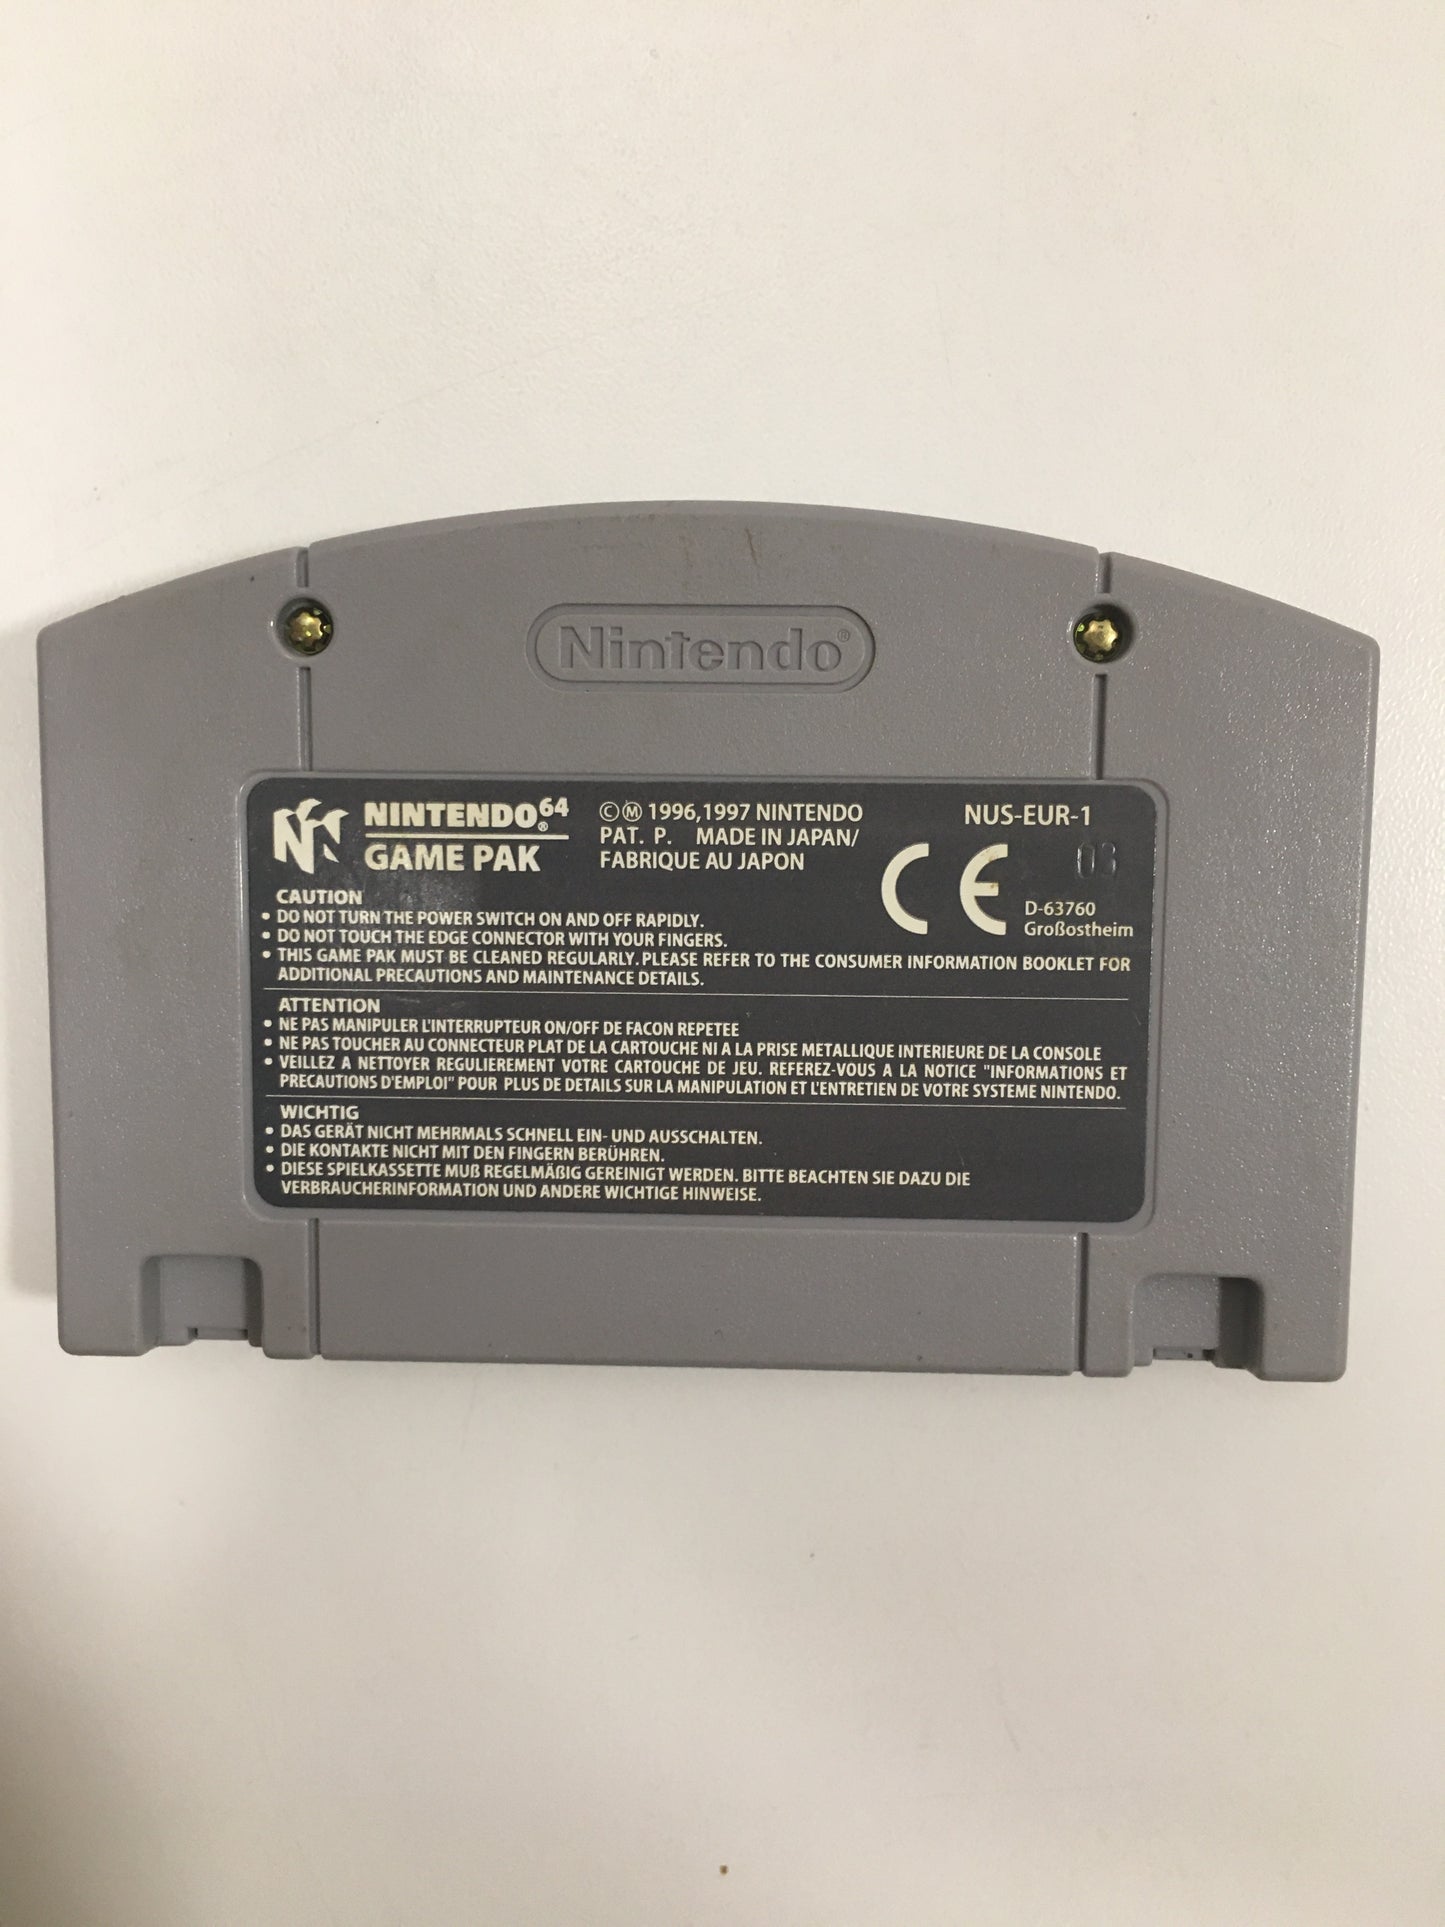 Nintendo®
NINTENDO64®
GAME PAK
©Ⓜ 1996,1997 NINTENDO
PAT. P. MADE IN JAPAN/
FABRIQUE AU JAPON
NUS-EUR-1
03
CE
D-63760
Großostheim
CAUTION
• DO NOT TURN THE POWER SWITCH ON AND OFF RAPIDLY.
• DO NOT TOUCH THE EDGE CONNECTOR WITH YOUR FINGERS.
• THIS GAME PAK MUST BE CLEANED REGULARLY. PLEASE REFER TO THE CONSUMER INFORMATION BOOKLET FOR
ADDITIONAL PRECAUTIONS AND MAINTENANCE DETAILS.
ATTENTION
• NE PAS MANIPULER L'INTERRUPTEUR ON/OFF DE FACON REPETEE
• NE PAS TOUCHER AU CONNECTEUR PLAT DE LA CARTOUCHE NI A LA PRISE METALLIQUE INTERIEURE DE LA CONSOLE
• VEILLEZ A NETTOYER REGULIEREMENT VOTRE CARTOUCHE DE JEU. REFEREZ-VOUS A LA NOTICE "INFORMATIONS ET
PRECAUTIONS D'EMPLOI" POUR PLUS DE DETAILS SUR LA MANIPULATION ET L'ENTRETIEN DE VOTRE SYSTEME NINTENDO.
WICHTIG
• DAS GERÄT NICHT MEHRMALS SCHNELL EIN- UND AUSSCHALTEN.
• DIE KONTAKTE NICHT MIT DEN FINGERN BERÜHREN.
• DIESE SPIELKASSETTE MUß REGELMÄßIG GEREINIGT WERDEN. BITTE BEACHTEN SIE DAZU DIE
VERBRAUCHERINFORMATION UND ANDERE WICHTIGE HINWEISE.